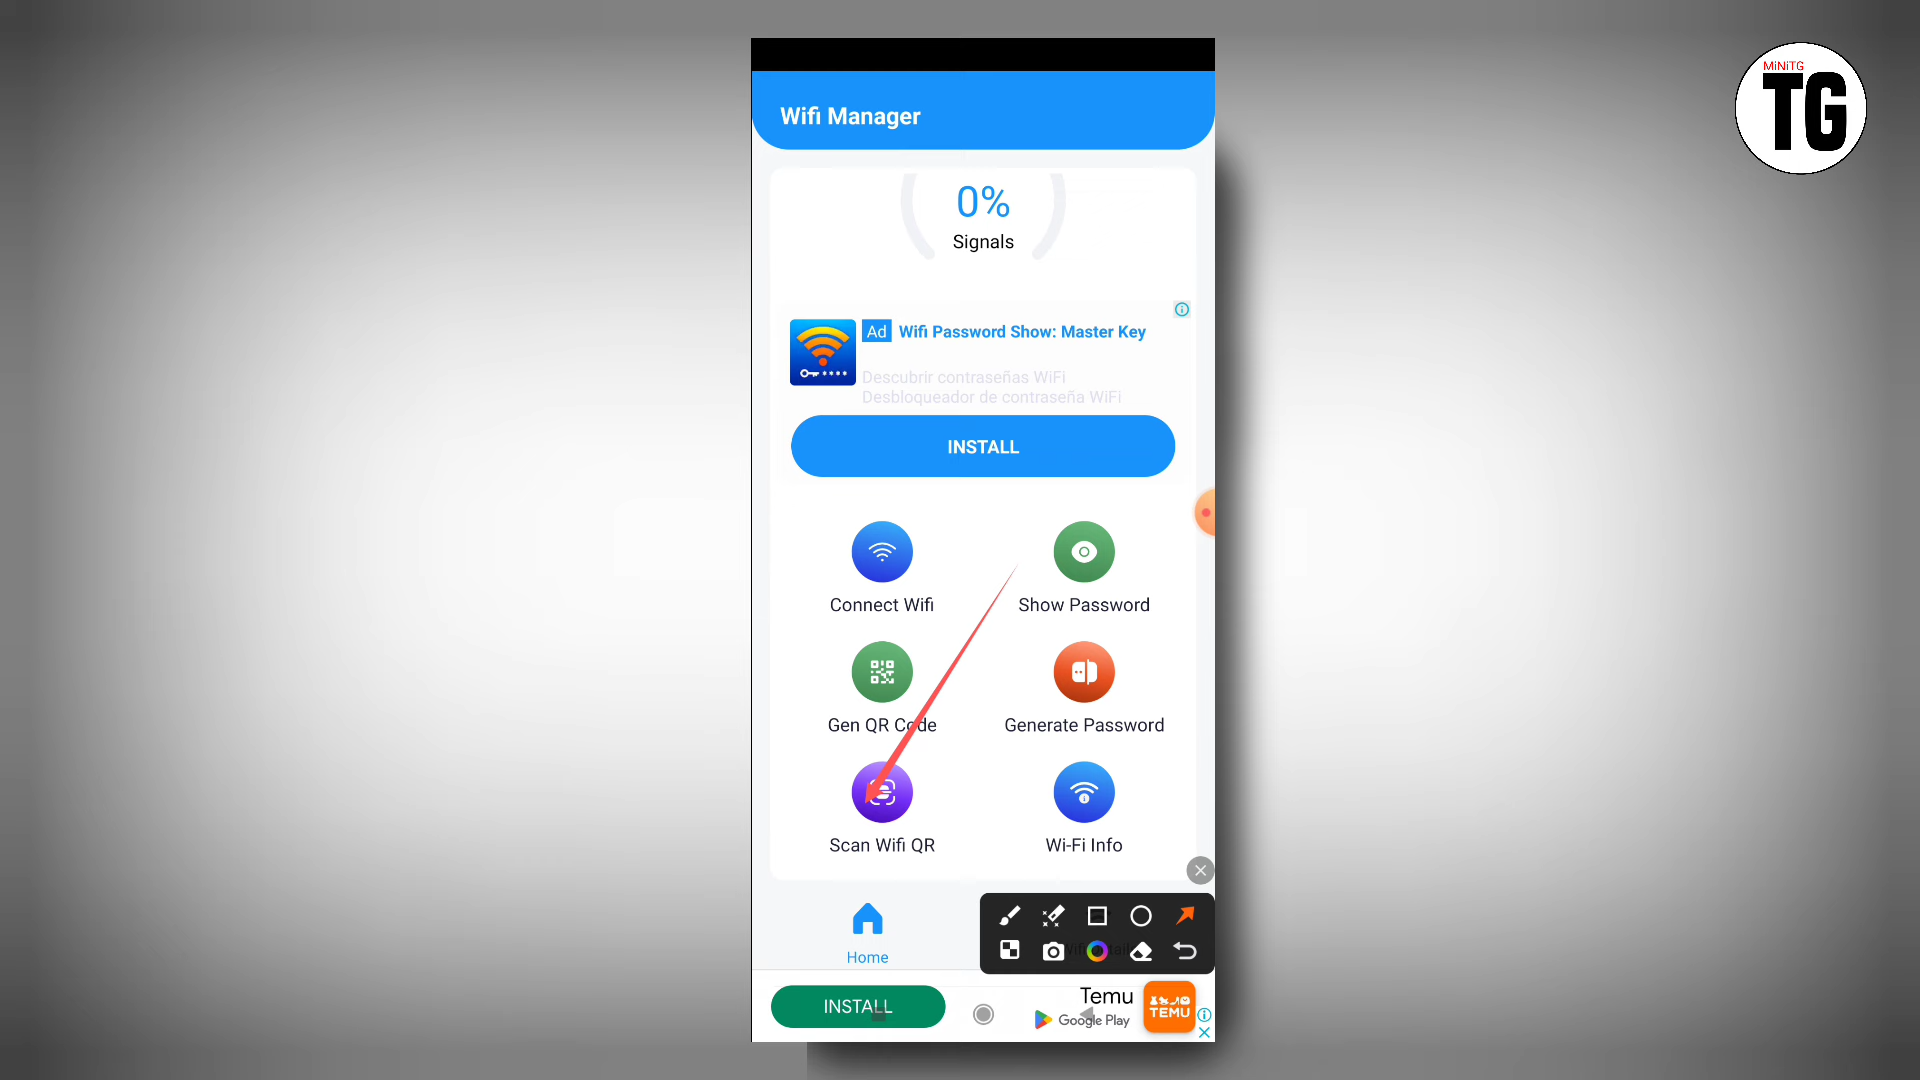 MiNiTG
TG
Wifi Manager
0%
Signals
Ad Wifi Password Show: Master Key
Descubrir contraseñas WiFi
Desbloqueador de contraseña WiFi
INSTALL
Connect Wifi
Show Password
Gen QR Code
Generate Password
Scan Wifi QR
Wi-Fi Info
Home
INSTALL
Temu
Google Play
TEMU